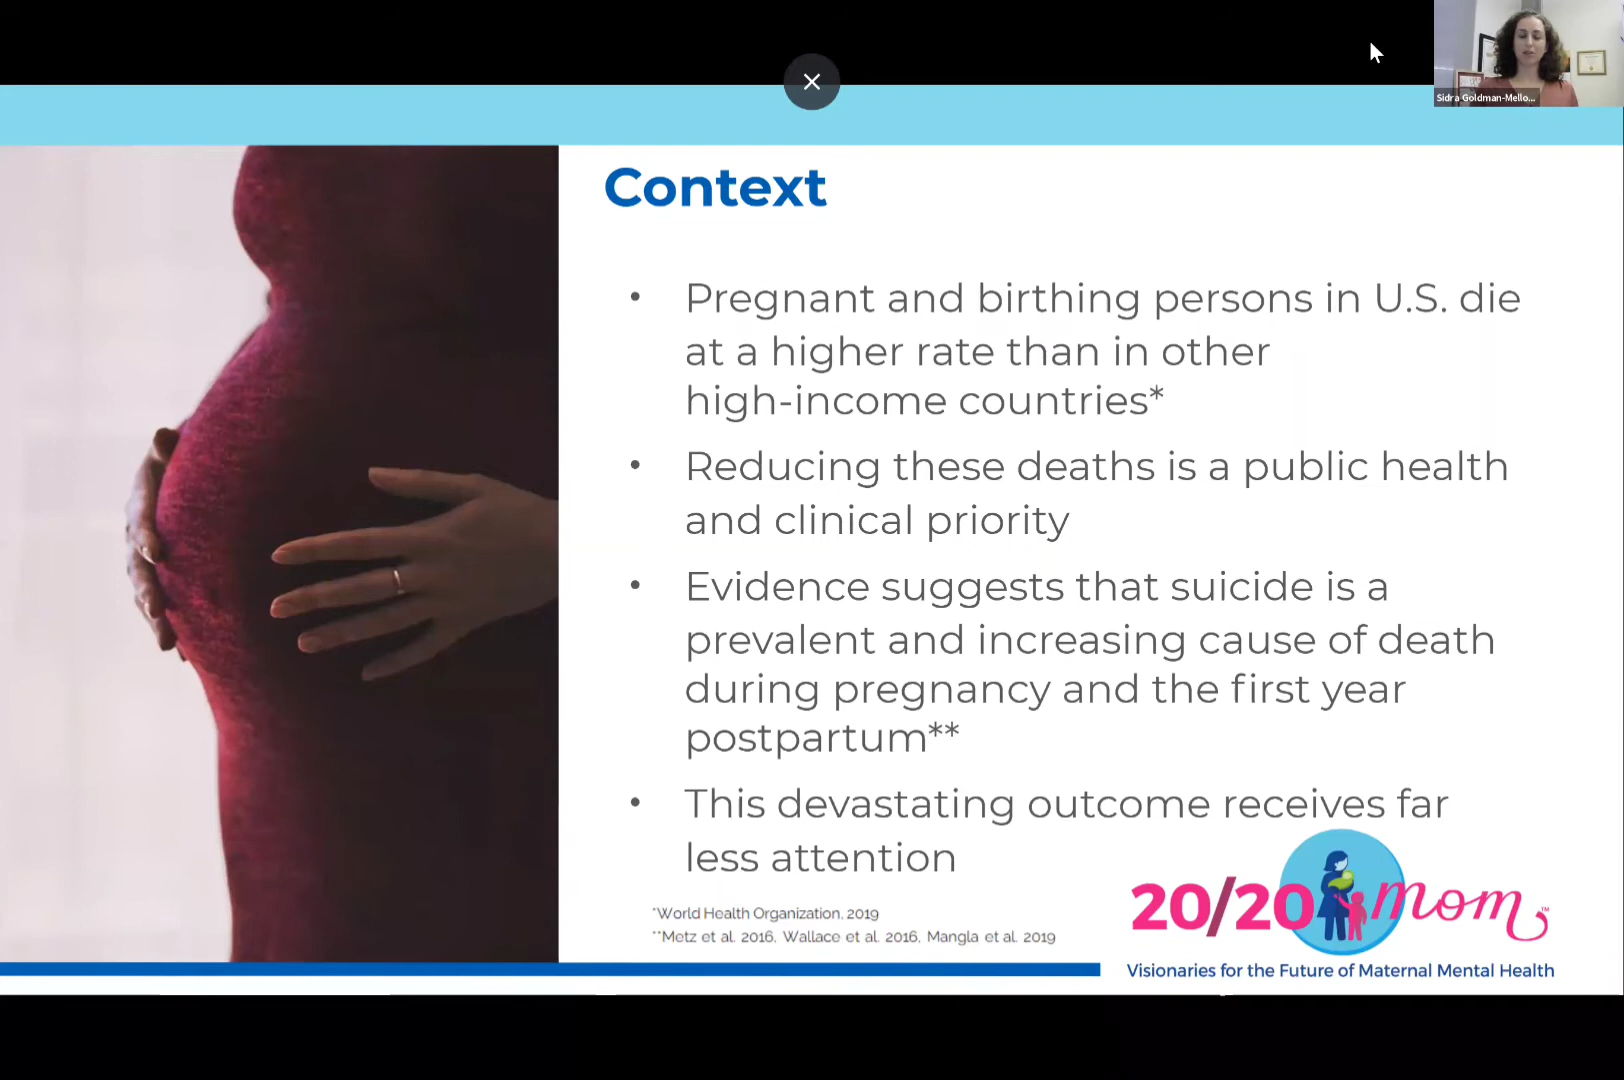 Sidra Goldman-Mello...
Context
• Pregnant and birthing persons in U.S. die
at a higher rate than in other
high-income countries*
• Reducing these deaths is a public health
and clinical priority
• Evidence suggests that suicide is a
prevalent and increasing cause of death
during pregnancy and the first year
postpartum**
• This devastating outcome receives far
less attention
*World Health Organization, 2019
**Metz et al. 2016, Wallace et al. 2016, Mangla et al. 2019
20/20 mom™
Visionaries for the Future of Maternal Mental Health